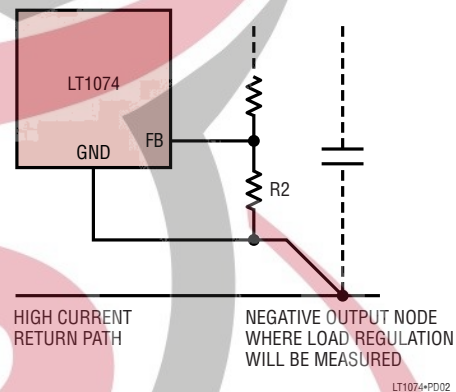 LT1074
FB
GND
R2
HIGH CURRENT
RETURN PATH
NEGATIVE OUTPUT NODE
WHERE LOAD REGULATION
WILL BE MEASURED
LT1074•PD02